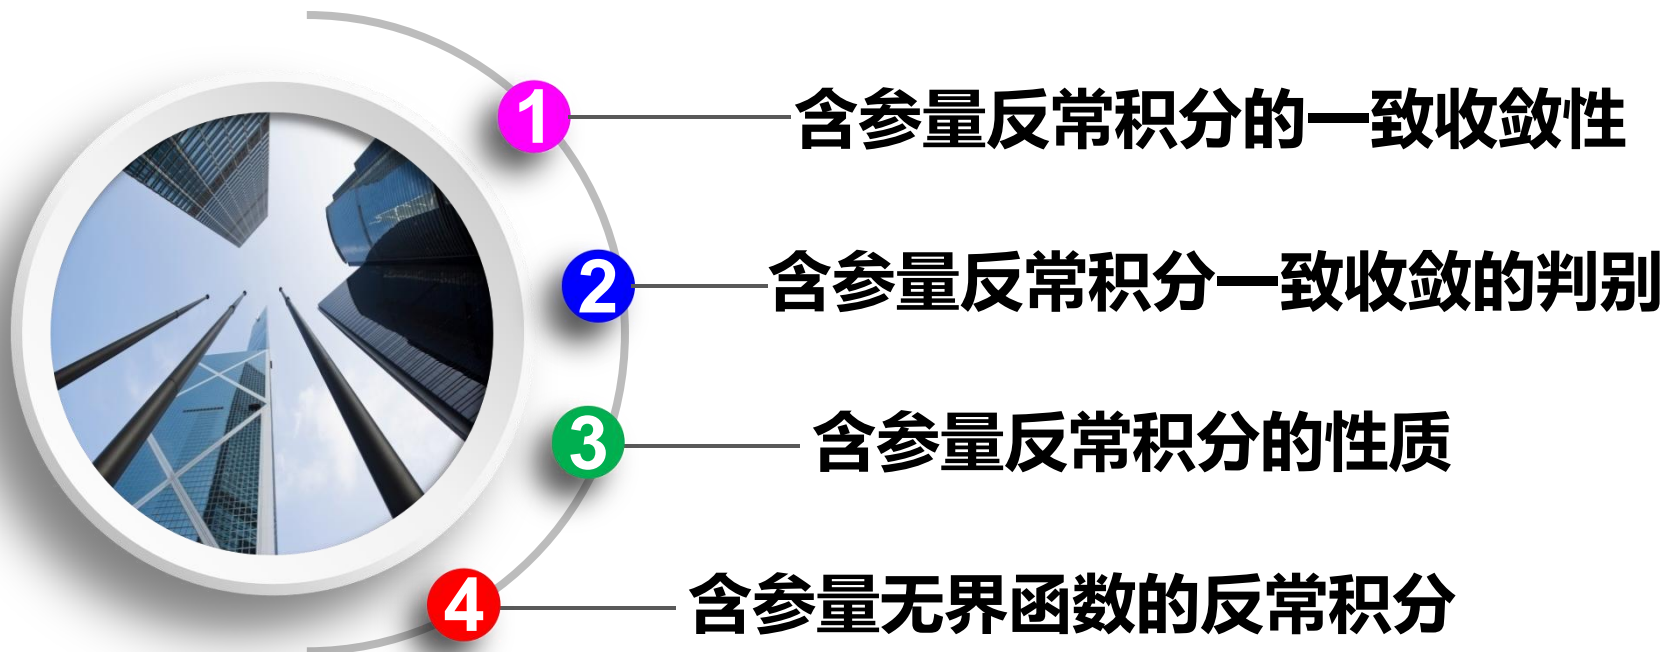 1 含参量反常积分的一致收敛性
2 含参量反常积分一致收敛的判别
3 含参量反常积分的性质
4 含参量无界函数的反常积分